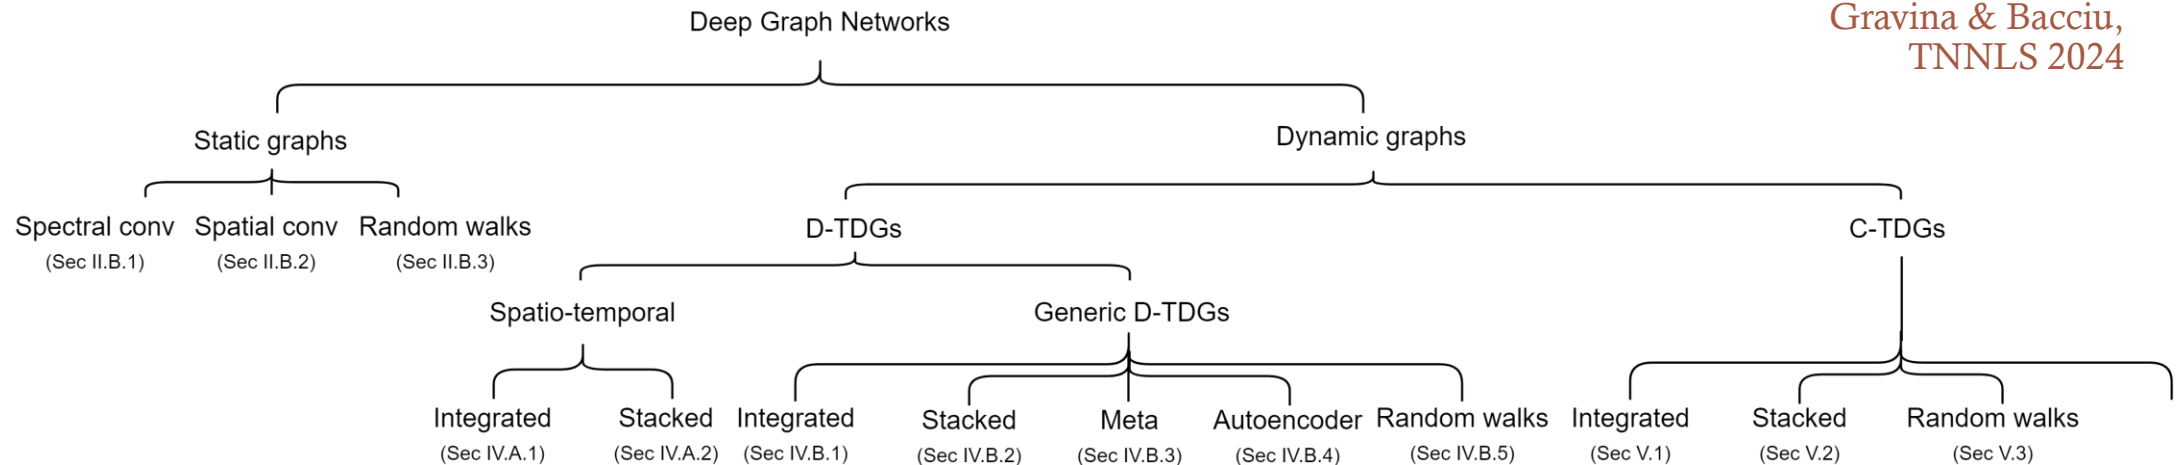 Deep Graph Networks
Gravina & Bacciu,
TNNLS 2024
Static graphs
Dynamic graphs
Spectral conv
(Sec II.B.1)
Spatial conv
(Sec II.B.2)
Random walks
(Sec II.B.3)
D-TDGs
C-TDGs
Spatio-temporal
Generic D-TDGs
Integrated
(Sec IV.A.1)
Stacked
(Sec IV.A.2)
Integrated
(Sec IV.B.1)
Stacked
(Sec IV.B.2)
Meta
(Sec IV.B.3)
Autoencoder
(Sec IV.B.4)
Random walks
(Sec IV.B.5)
Integrated
(Sec V.1)
Stacked
(Sec V.2)
Random walks
(Sec V.3)